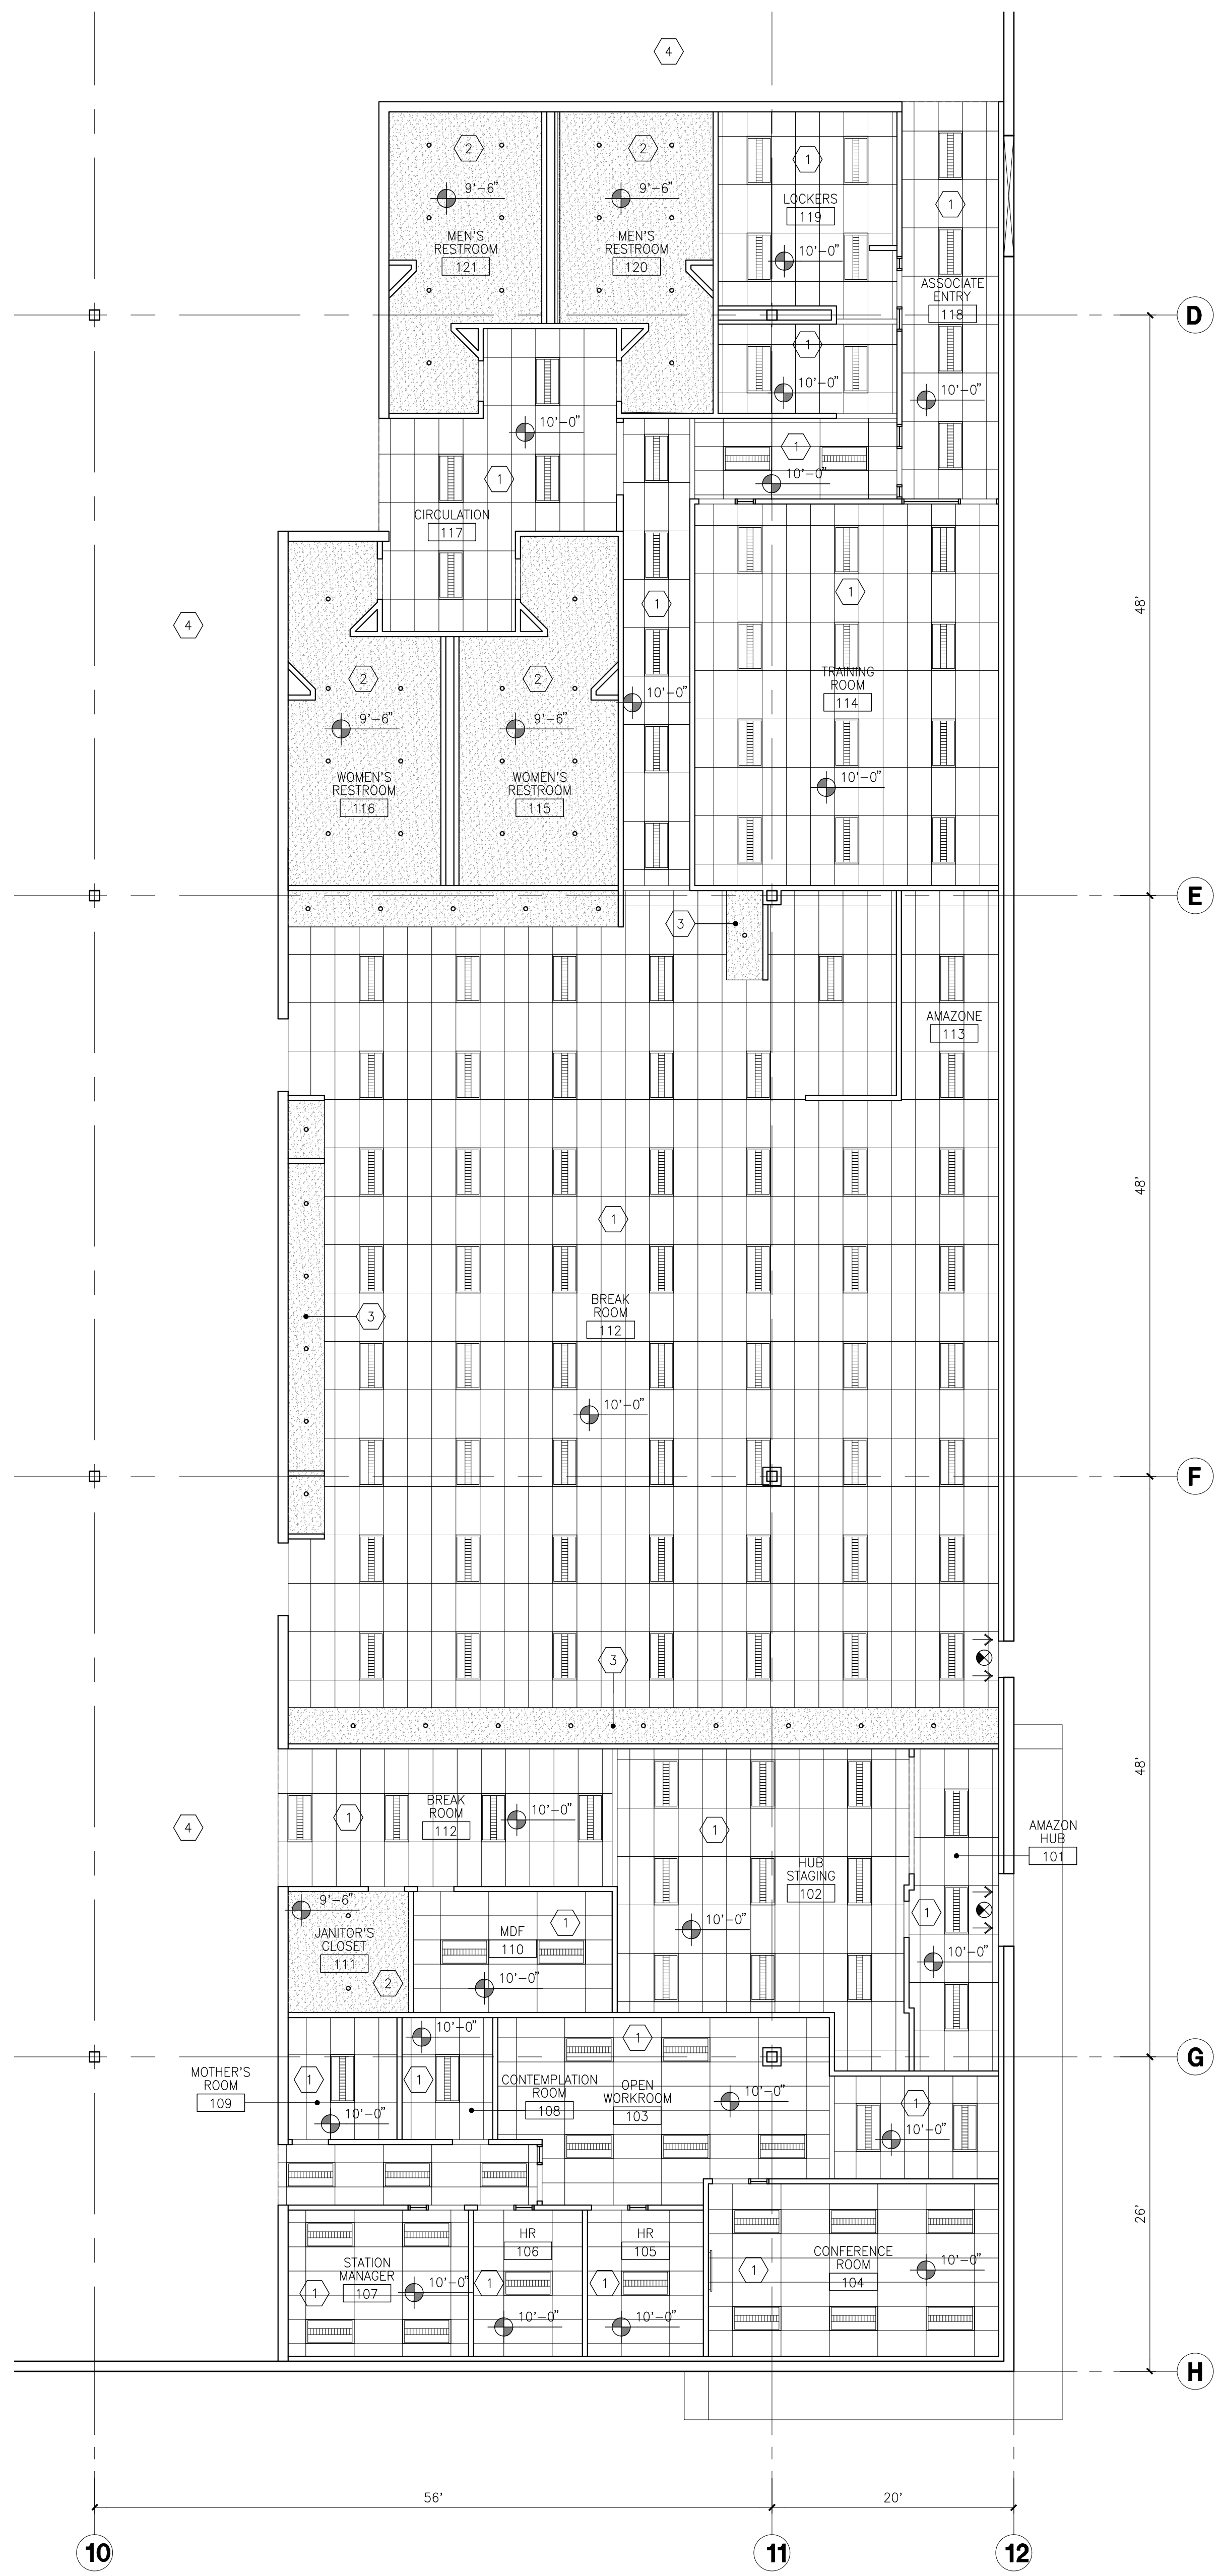 4
2
9'-6"
MEN'S
RESTROOM
121
2
9'-6"
MEN'S
RESTROOM
120
1
LOCKERS
119
10'-0"
1
ASSOCIATE
ENTRY
118
10'-0"
D
1
10'-0"
10'-0"
1
CIRCULATION
117
1
10'-0"
48'
4
1
10'-0"
1
TRAINING
ROOM
114
10'-0"
2
9'-6"
WOMEN'S
RESTROOM
116
2
9'-6"
WOMEN'S
RESTROOM
115
E
3
AMAZONE
113
48'
1
3
BREAK
ROOM
112
10'-0"
F
3
48'
4
1
BREAK
ROOM
112
10'-0"
1
HUB
STAGING
102
10'-0"
AMAZON
HUB
101
1
10'-0"
9'-6"
JANITOR'S
CLOSET
111
2
MDF
110
1
10'-0"
G
MOTHER'S
ROOM
109
1
10'-0"
10'-0"
1
CONTEMPLATION
ROOM
108
1
OPEN
WORKROOM
103
10'-0"
1
10'-0"
26'
STATION
MANAGER
107
1
10'-0"
HR
106
1
10'-0"
HR
105
1
10'-0"
CONFERENCE
ROOM
104
1
10'-0"
H
56'
20'
10
11
12